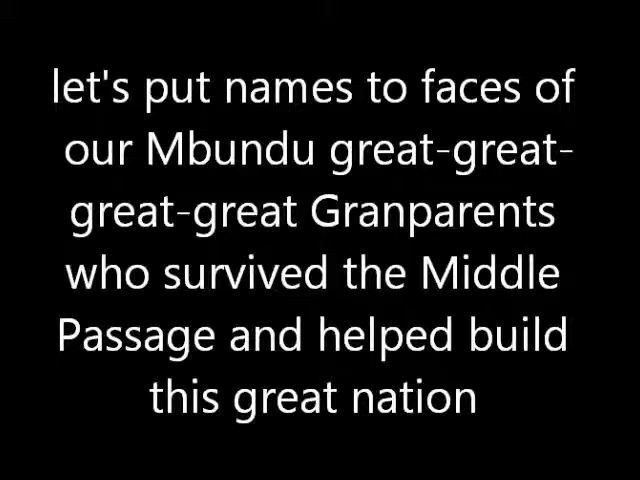 let's put names to faces of
our Mbundu great-great-
great-great Granparents
who survived the Middle
Passage and helped build
this great nation